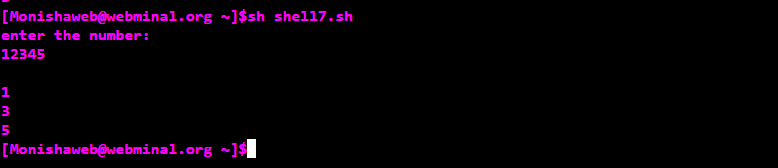 [Monishaweb@webminal.org ~]$sh shell7.sh
enter the number:
12345
1
3
5
[Monishaweb@webminal.org ~]$